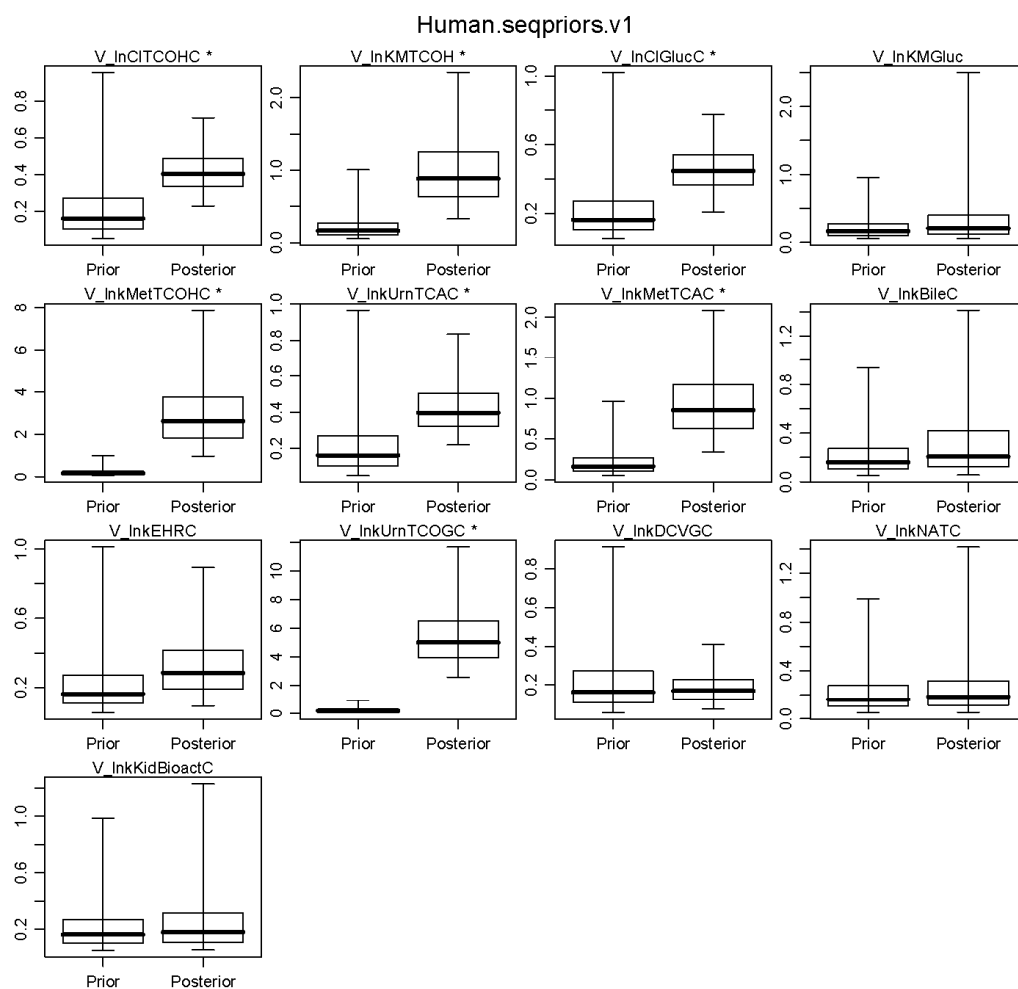 Human.seqpriors.v1
V_lnClTCOHC *
0.2 0.4 0.6 0.8
Prior Posterior
V_lnKMTCOH *
0.0 1.0 2.0
Prior Posterior
V_lnClGlucC *
0.2 0.6 1.0
Prior Posterior
V_lnKMGluc
0.0 1.0 2.0
Prior Posterior
V_lnkMetTCOHC *
0 2 4 6 8
Prior Posterior
V_lnkUrnTCAC *
0.2 0.4 0.6 0.8 1.0
Prior Posterior
V_lnkMetTCAC *
0.0 0.5 1.0 1.5 2.0
Prior Posterior
V_lnkBileC
0.0 0.4 0.8 1.2
Prior Posterior
V_lnkEHRC
0.2 0.6 1.0
Prior Posterior
V_lnkUrnTCOGC *
0 2 4 6 8 10
Prior Posterior
V_lnkDCVGC
0.2 0.4 0.6 0.8
Prior Posterior
V_lnkNATC
0.0 0.4 0.8 1.2
Prior Posterior
V_lnkKidBioactC
0.2 0.6 1.0
Prior Posterior